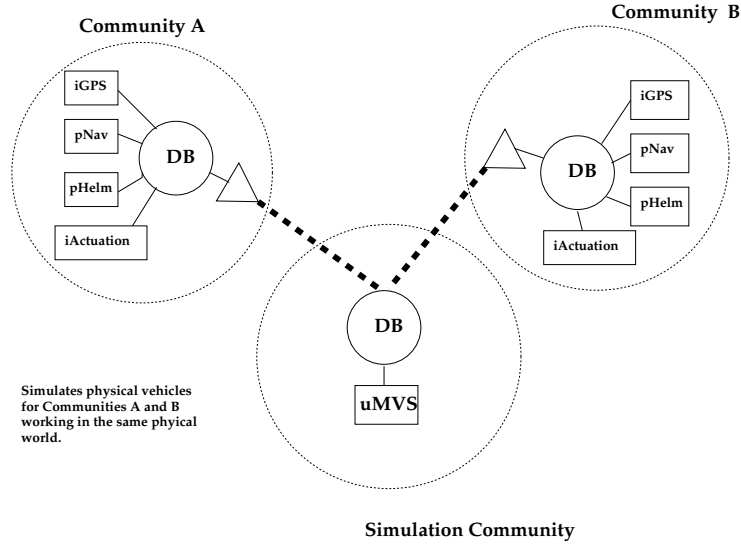 Community A
Community B
iGPS
pNav
pHelm
iActuation
DB
iGPS
pNav
pHelm
iActuation
DB
DB
uMVS
Simulates physical vehicles
for Communities A and B
working in the same phyical
world.
Simulation Community